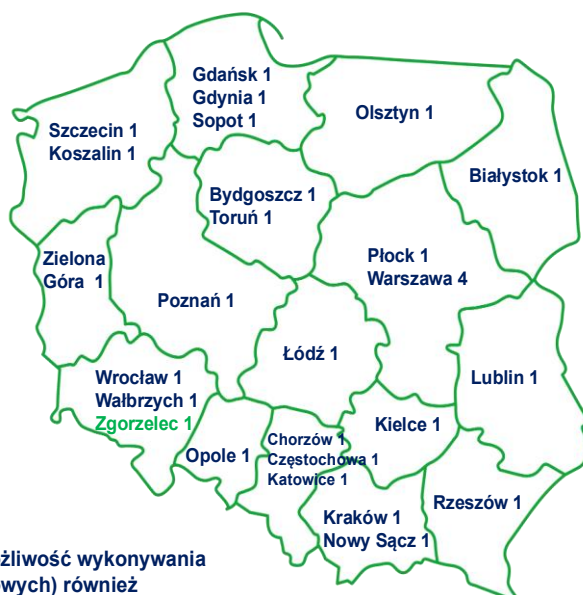 Gdańsk 1
Gdynia 1
Sopot 1
Olsztyn 1
Szczecin 1
Koszalin 1
Białystok 1
Bydgoszcz 1
Toruń 1
Płock 1
Warszawa 4
Zielona
Góra 1
Poznań 1
Łódź 1
Lublin 1
Wrocław 1
Wałbrzych 1
Zgorzelec 1
Opole 1
Chorzów 1
Częstochowa 1
Katowice 1
Kielce 1
Rzeszów 1
Kraków 1
Nowy Sącz 1
wykonywania
również